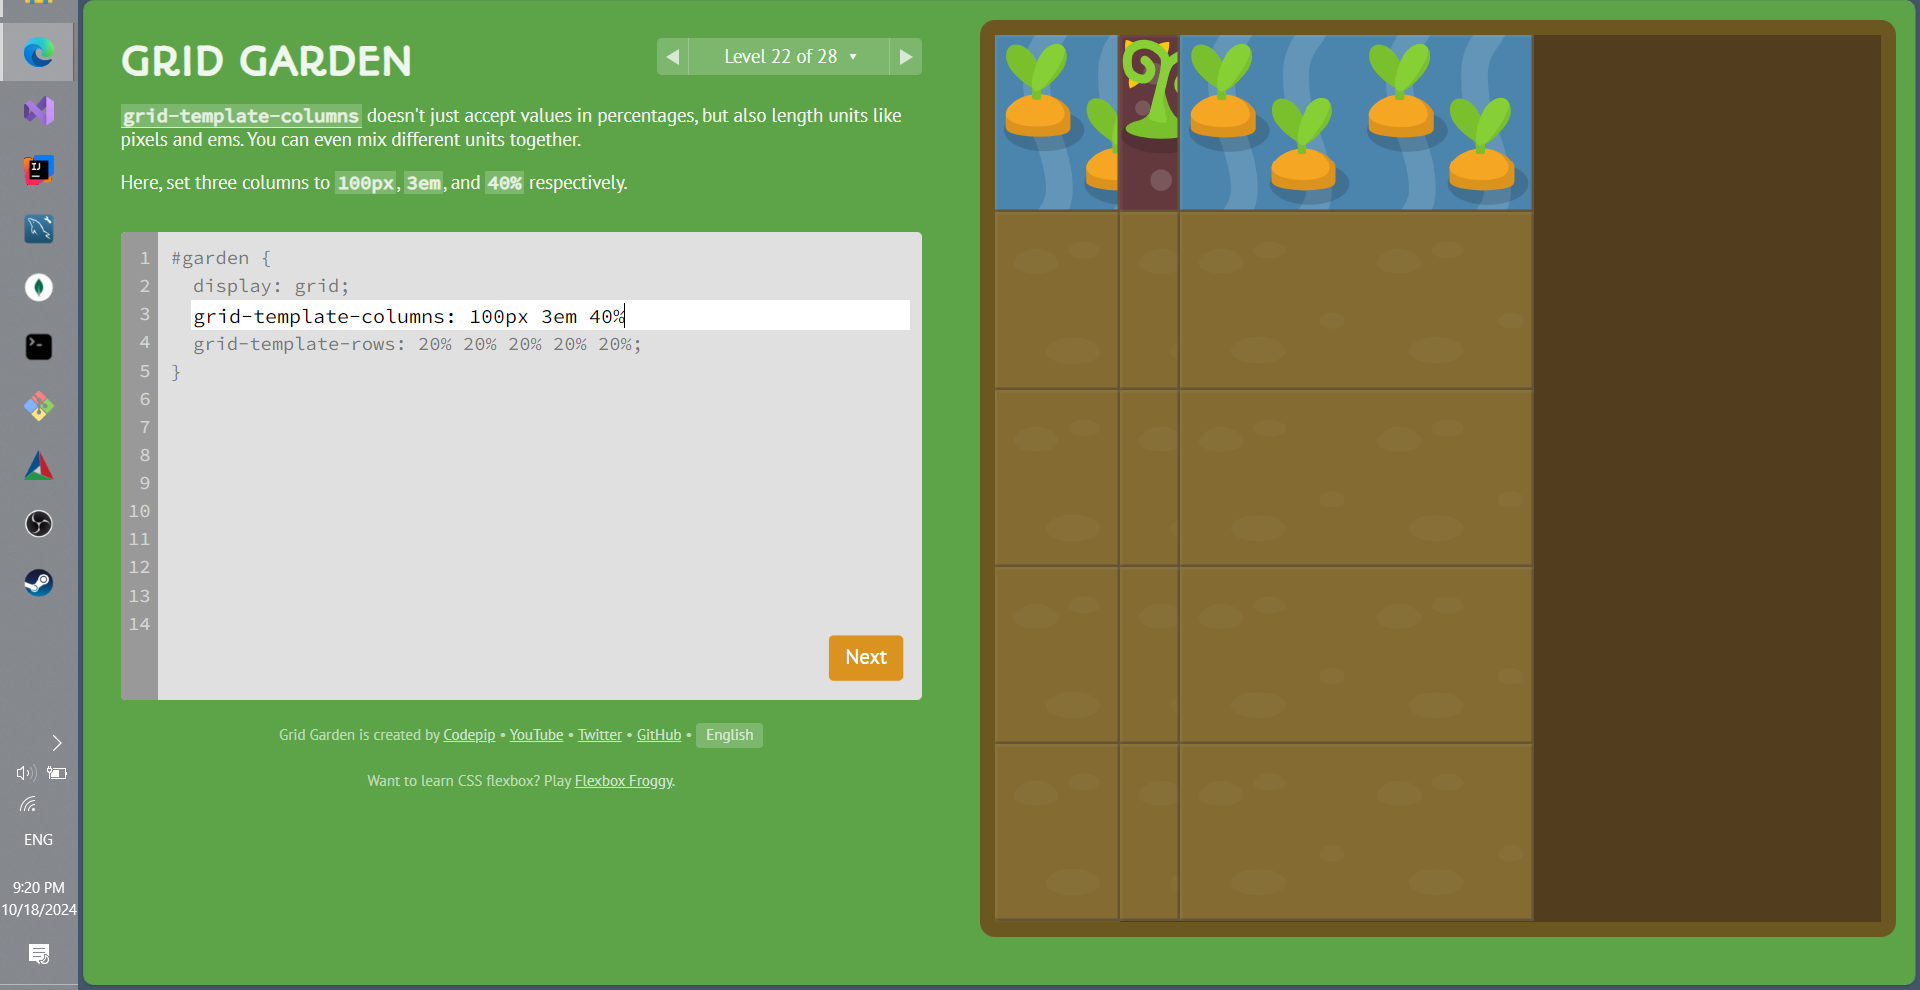 GRID GARDEN
◀ Level 22 of 28 ▾ ▶
grid-template-columns doesn't just accept values in percentages, but also length units like
pixels and ems. You can even mix different units together.
Here, set three columns to 100px, 3em, and 40% respectively.
1 #garden {
2 display: grid;
3 grid-template-columns: 100px 3em 40%
4 grid-template-rows: 20% 20% 20% 20% 20%;
5 }
6
7
8
9
10
11
12
13
14
Next
Grid Garden is created by Codepip • YouTube • Twitter • GitHub • English
Want to learn CSS flexbox? Play Flexbox Froggy.
IJ
ENG
9:20 PM
10/18/2024